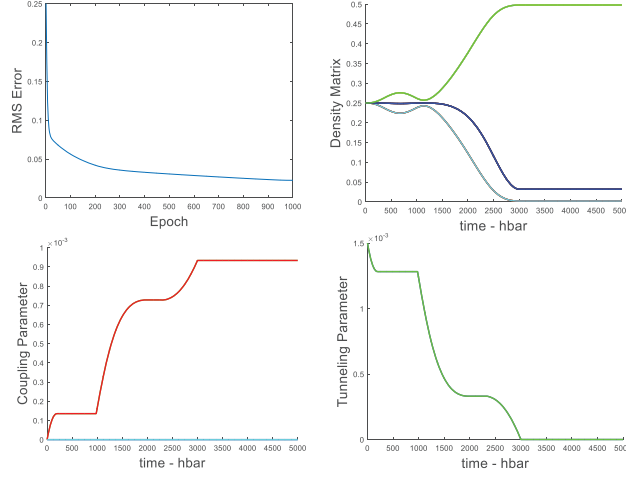 0.25
0.2
0.15
0.1
0.05
0
RMS Error
0 100 200 300 400 500 600 700 800 900 1000
Epoch
0.5
0.45
0.4
0.35
0.3
0.25
0.2
0.15
0.1
0.05
0
Density Matrix
0 500 1000 1500 2000 2500 3000 3500 4000 4500 5000
time - hbar
×10⁻³
1
0.9
0.8
0.7
0.6
0.5
0.4
0.3
0.2
0.1
0
Coupling Parameter
0 500 1000 1500 2000 2500 3000 3500 4000 4500 5000
time - hbar
×10⁻³
1.5
1
0.5
0
Tunneling Parameter
0 500 1000 1500 2000 2500 3000 3500 4000 4500 5000
time - hbar